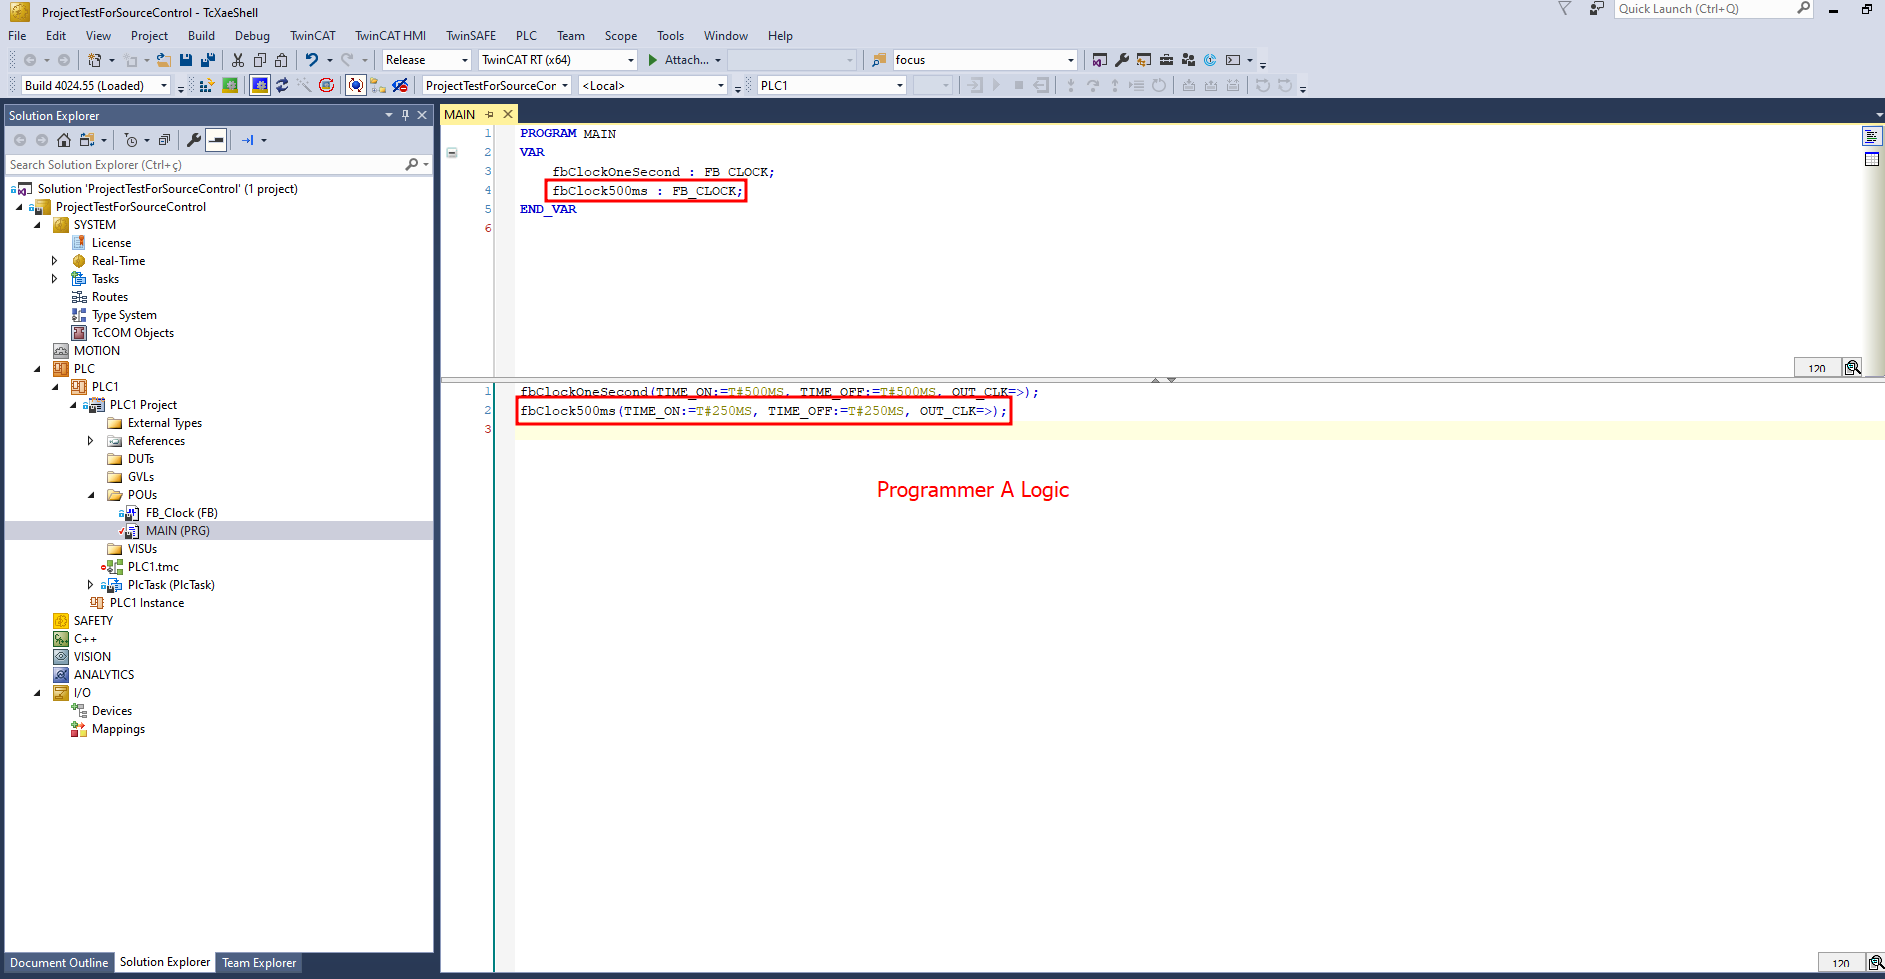 ProjectTestForSourceControl - TcXaeShell
Quick Launch (Ctrl+Q)
File Edit View Project Build Debug TwinCAT TwinCAT HMI TwinSAFE PLC Team Scope Tools Window Help
Release TwinCAT RT (x64) Attach... focus
Build 4024.55 (Loaded) ProjectTestForSourceCor <Local> PLC1
Solution Explorer
Search Solution Explorer (Ctrl+ç)
Solution 'ProjectTestForSourceControl' (1 project)
ProjectTestForSourceControl
SYSTEM
License
Real-Time
Tasks
Routes
Type System
TcCOM Objects
MOTION
PLC
PLC1
PLC1 Project
External Types
References
DUTs
GVLs
POUs
FB_Clock (FB)
MAIN (PRG)
VISUs
PLC1.tmc
PlcTask (PlcTask)
PLC1 Instance
SAFETY
C++
VISION
ANALYTICS
I/O
Devices
Mappings
Document Outline Solution Explorer Team Explorer
MAIN
1 PROGRAM MAIN
2 VAR
3 fbClockOneSecond : FB_CLOCK;
4 fbClock500ms : FB_CLOCK;
5 END_VAR
6
120
1 fbClockOneSecond(TIME_ON:=T#500MS, TIME_OFF:=T#500MS, OUT_CLK=>);
2 fbClock500ms(TIME_ON:=T#250MS, TIME_OFF:=T#250MS, OUT_CLK=>);
3
Programmer A Logic
120